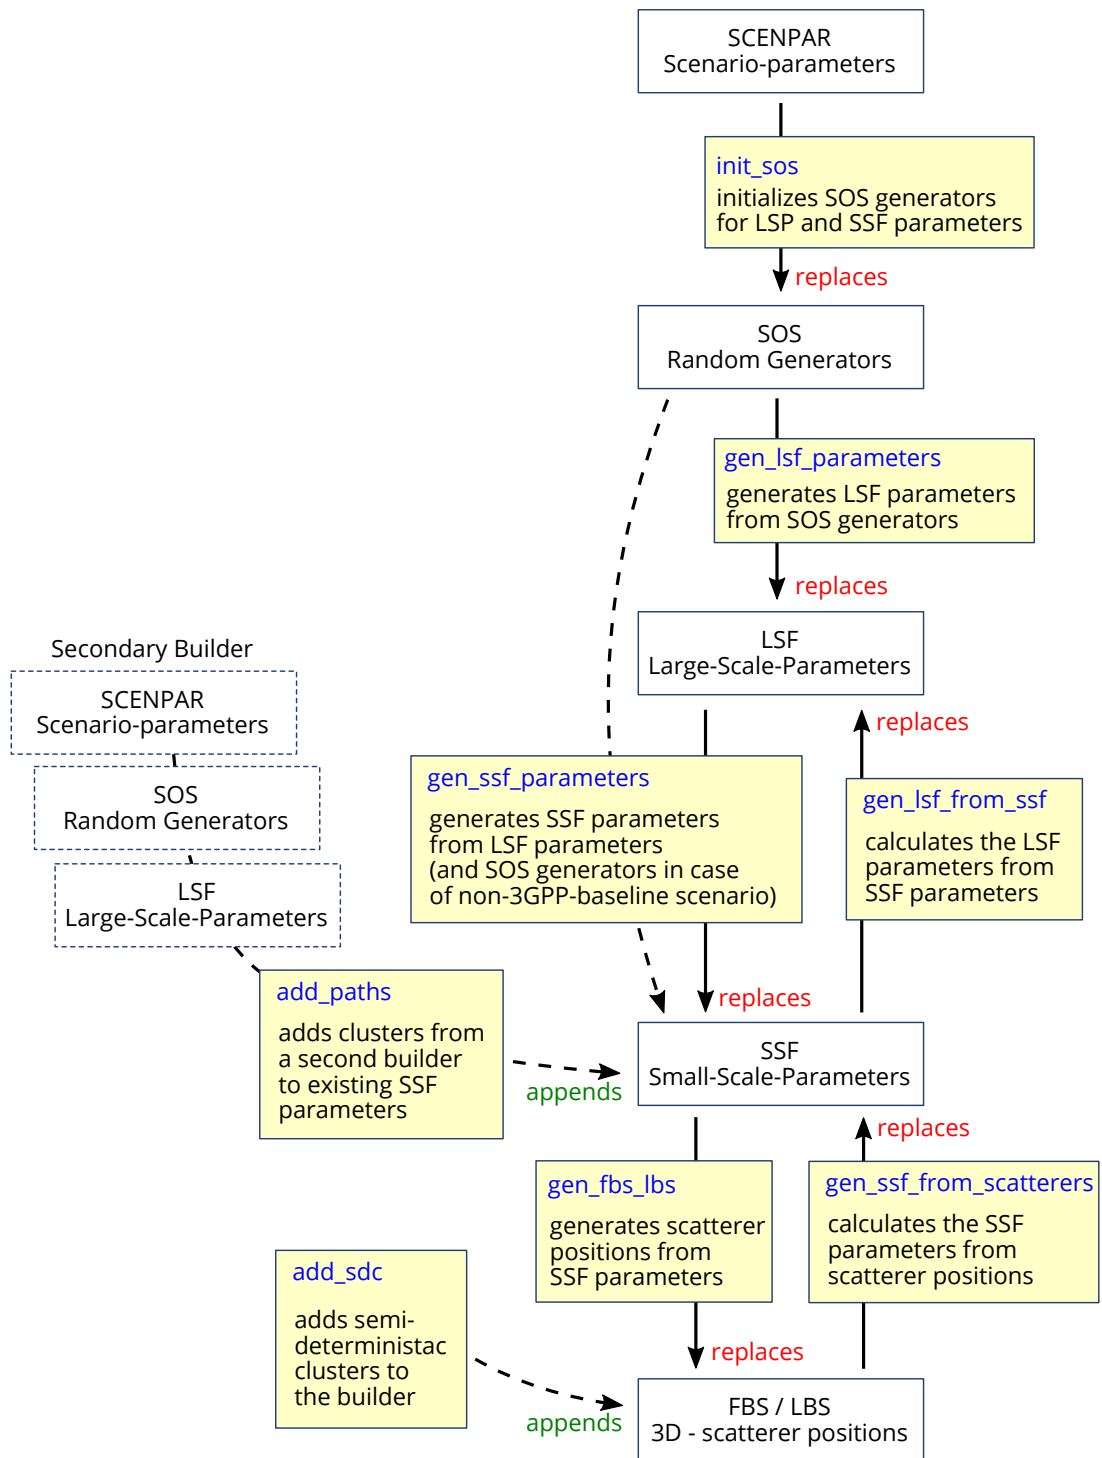 SCENPAR
Scenario-parameters
init_sos
initializes SOS generators
for LSP and SSF parameters
replaces
SOS
Random Generators
gen_lsf_parameters
generates LSF parameters
from SOS generators
replaces
LSF
Large-Scale-Parameters
Secondary Builder
SCENPAR
Scenario-parameters
SOS
Random Generators
LSF
Large-Scale-Parameters
gen_ssf_parameters
generates SSF parameters
from LSF parameters
(and SOS generators in case
of non-3GPP-baseline scenario)
replaces
replaces
gen_lsf_from_ssf
calculates the LSF
parameters from
SSF parameters
add_paths
adds clusters from
a second builder
to existing SSF
parameters
appends
SSF
Small-Scale-Parameters
gen_fbs_lbs
generates scatterer
positions from
SSF parameters
replaces
replaces
gen_ssf_from_scatterers
calculates the SSF
parameters from
scatterer positions
add_sdc
adds semi-
deterministac
clusters to
the builder
appends
FBS / LBS
3D - scatterer positions